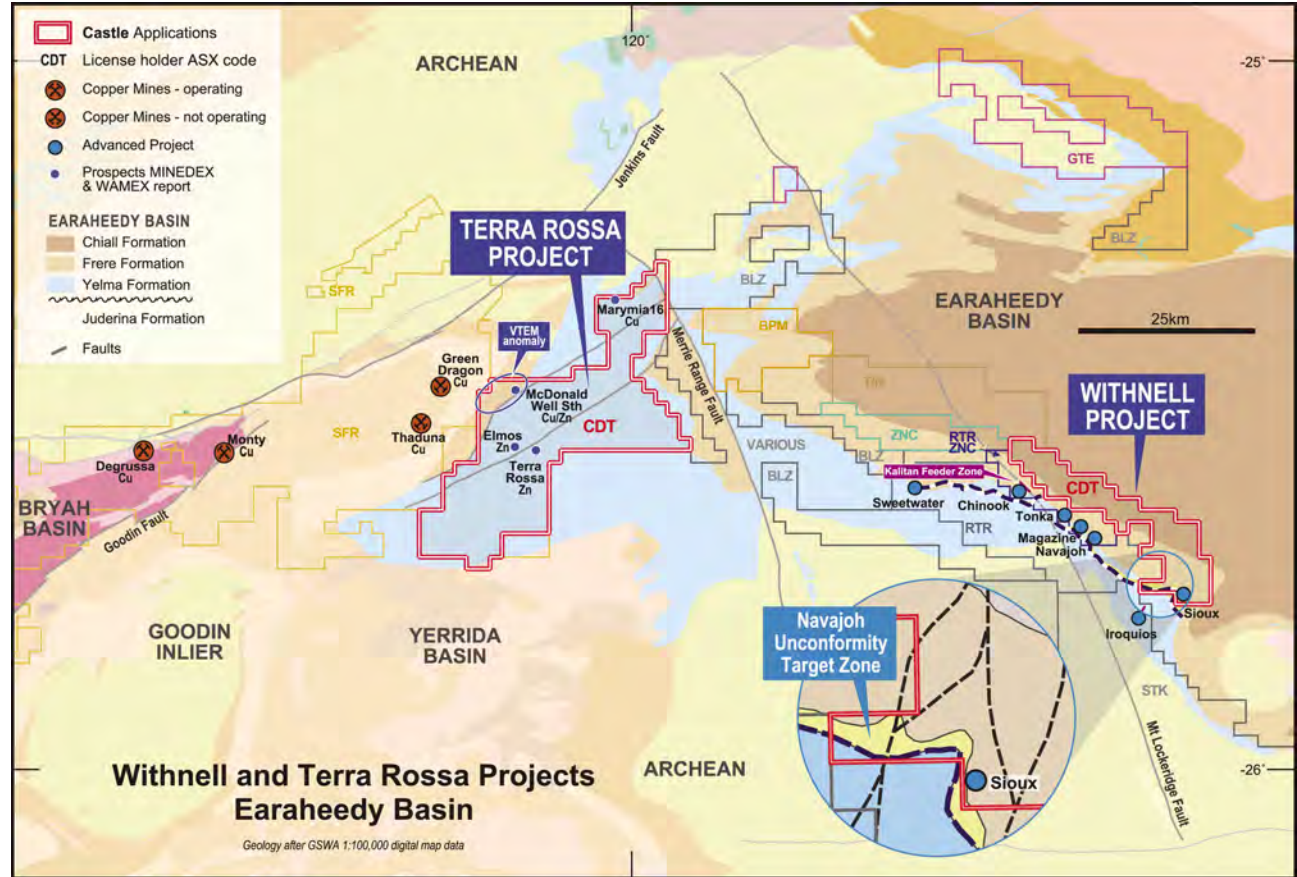 Castle Applications
CDT License holder ASX code
Copper Mines - operating
Copper Mines - not operating
Advanced Project
Prospects MINEDEX
& WAMEX report
EARAHEEDY BASIN
Chiall Formation
Frere Formation
Yelma Formation
Juderina Formation
Faults
120°
-25°
ARCHEAN
Jenkins Fault
GTE
BLZ
TERRA ROSSA
PROJECT
SFR
BLZ
EARAHEEDY
BASIN
25km
Marymia16
Cu
VTEM
anomaly
BPM
Merrie Range Fault
Green
Dragon
Cu
McDonald
Well Sth
Cu/Zn
WITHNELL
PROJECT
SFR
Thaduna
Cu
Elmos
Zn
CDT
Terra
Rossa
Zn
VARIOUS
ZNC
BLZ
RTR
ZNC
Degrussa
Cu
Monty
Cu
Kalitan Feeder Zone
CDT
BLZ
Sweetwater
Chinook
Tonka
RTR
Magazine
Navajoh
BRYAH
BASIN
Goodin Fault
Sioux
Iroquios
Navajoh
Unconformity
Target Zone
GOODIN
INLIER
YERRIDA
BASIN
STK
Mt Lockeridge Fault
Sioux
ARCHEAN
-26°
Withnell and Terra Rossa Projects
Earaheedy Basin
Geology after GSWA 1:100,000 digital map data